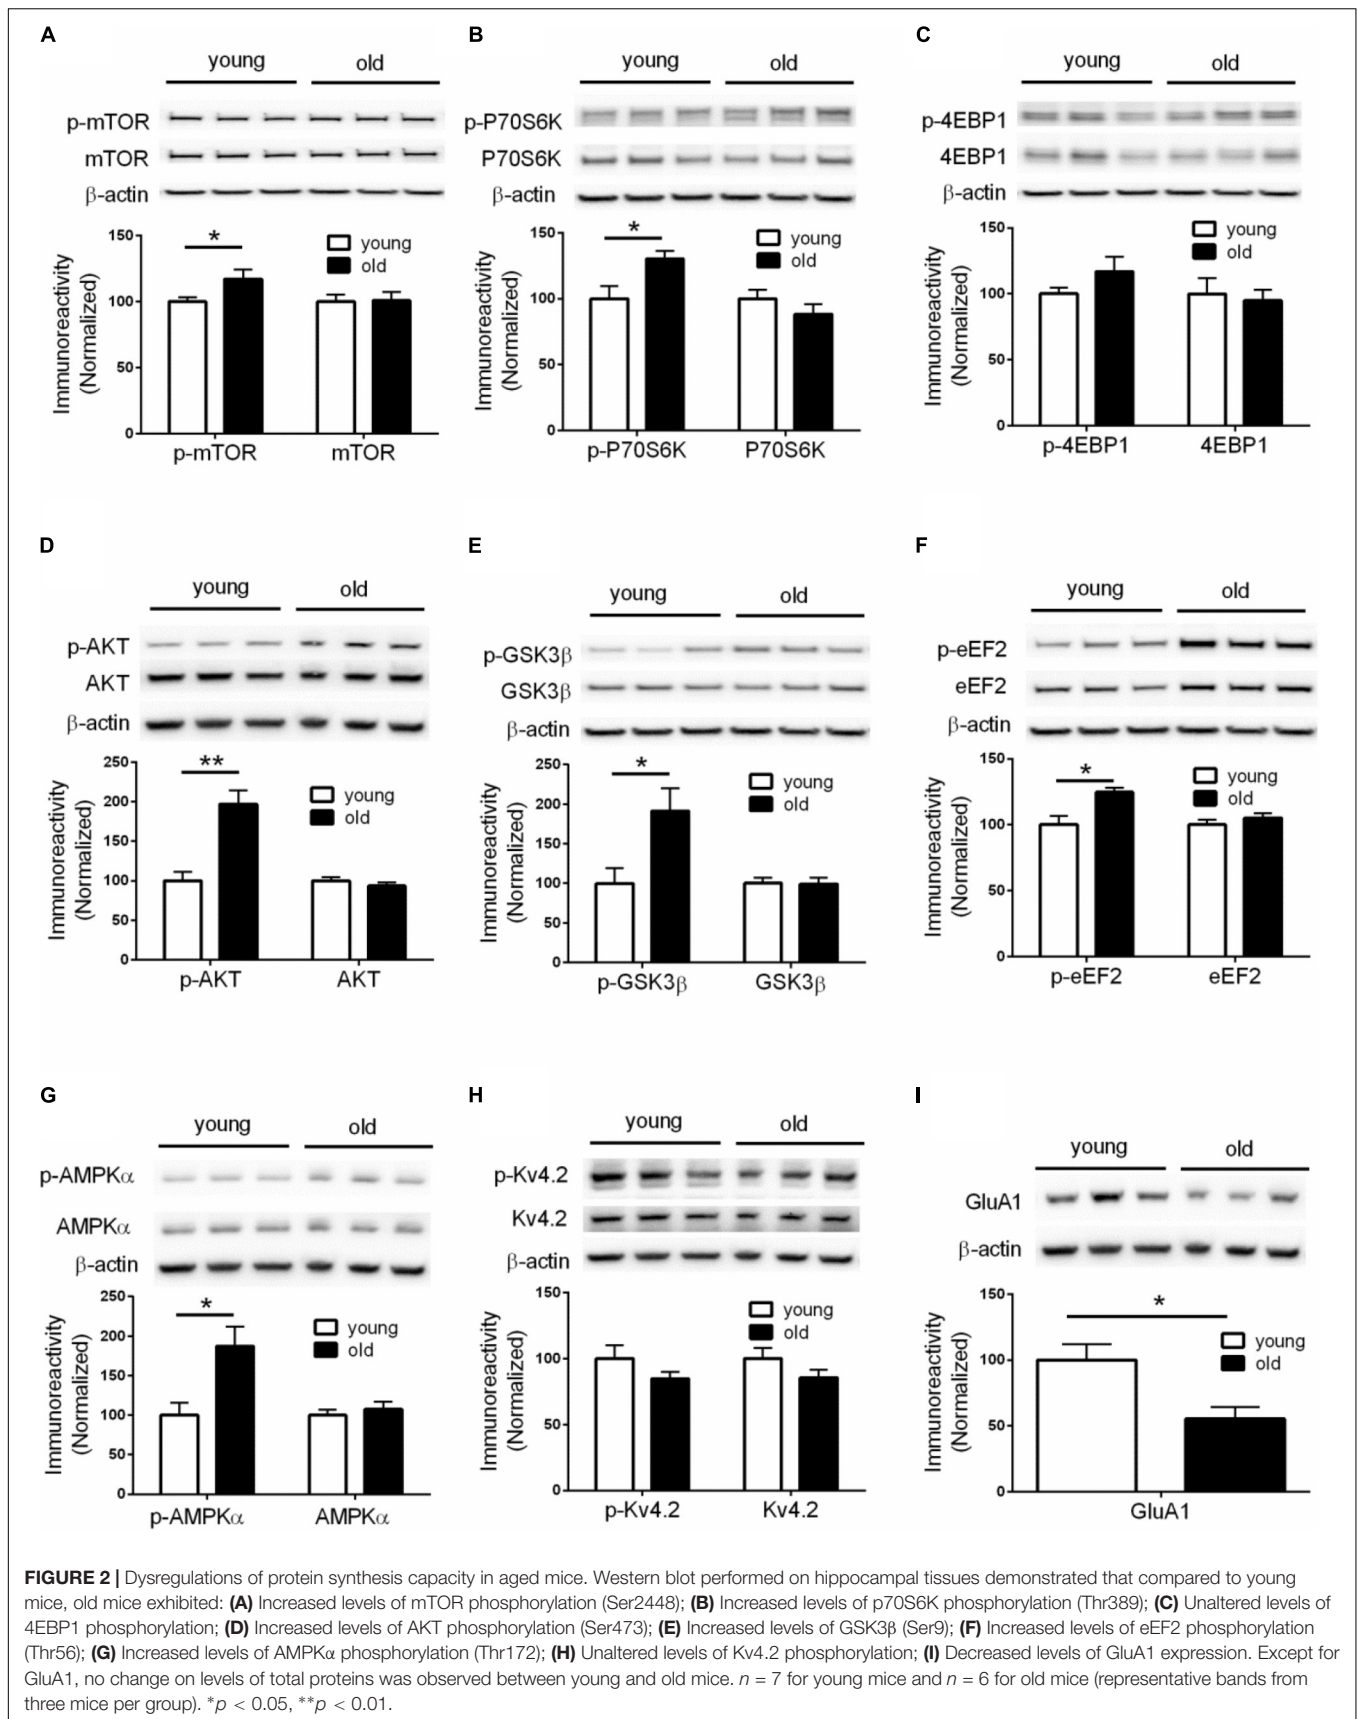 A
young old
p-mTOR
mTOR
β-actin
*
young
old
Immunoreactivity
(Normalized)
150
100
50
0
p-mTOR mTOR
B
young old
p-P70S6K
P70S6K
β-actin
*
young
old
Immunoreactivity
(Normalized)
150
100
50
0
p-P70S6K P70S6K
C
young old
p-4EBP1
4EBP1
β-actin
young
old
Immunoreactivity
(Normalized)
150
100
50
0
p-4EBP1 4EBP1
D
young old
p-AKT
AKT
β-actin
**
young
old
Immunoreactivity
(Normalized)
250
200
150
100
50
0
p-AKT AKT
E
young old
p-GSK3β
GSK3β
β-actin
*
young
old
Immunoreactivity
(Normalized)
250
200
150
100
50
0
p-GSK3β GSK3β
F
young old
p-eEF2
eEF2
β-actin
*
young
old
Immunoreactivity
(Normalized)
150
100
50
0
p-eEF2 eEF2
G
young old
p-AMPKα
AMPKα
β-actin
*
young
old
Immunoreactivity
(Normalized)
250
200
150
100
50
0
p-AMPKα AMPKα
H
young old
p-Kv4.2
Kv4.2
β-actin
young
old
Immunoreactivity
(Normalized)
150
100
50
0
p-Kv4.2 Kv4.2
I
young old
GluA1
β-actin
*
young
old
Immunoreactivity
(Normalized)
150
100
50
0
GluA1
FIGURE 2 | Dysregulations of protein synthesis capacity in aged mice. Western blot performed on hippocampal tissues demonstrated that compared to young
mice, old mice exhibited: (A) Increased levels of mTOR phosphorylation (Ser2448); (B) Increased levels of p70S6K phosphorylation (Thr389); (C) Unaltered levels of
4EBP1 phosphorylation; (D) Increased levels of AKT phosphorylation (Ser473); (E) Increased levels of GSK3β (Ser9); (F) Increased levels of eEF2 phosphorylation
(Thr56); (G) Increased levels of AMPKα phosphorylation (Thr172); (H) Unaltered levels of Kv4.2 phosphorylation; (I) Decreased levels of GluA1 expression. Except for
GluA1, no change on levels of total proteins was observed between young and old mice. n = 7 for young mice and n = 6 for old mice (representative bands from
three mice per group). *p < 0.05, **p < 0.01.